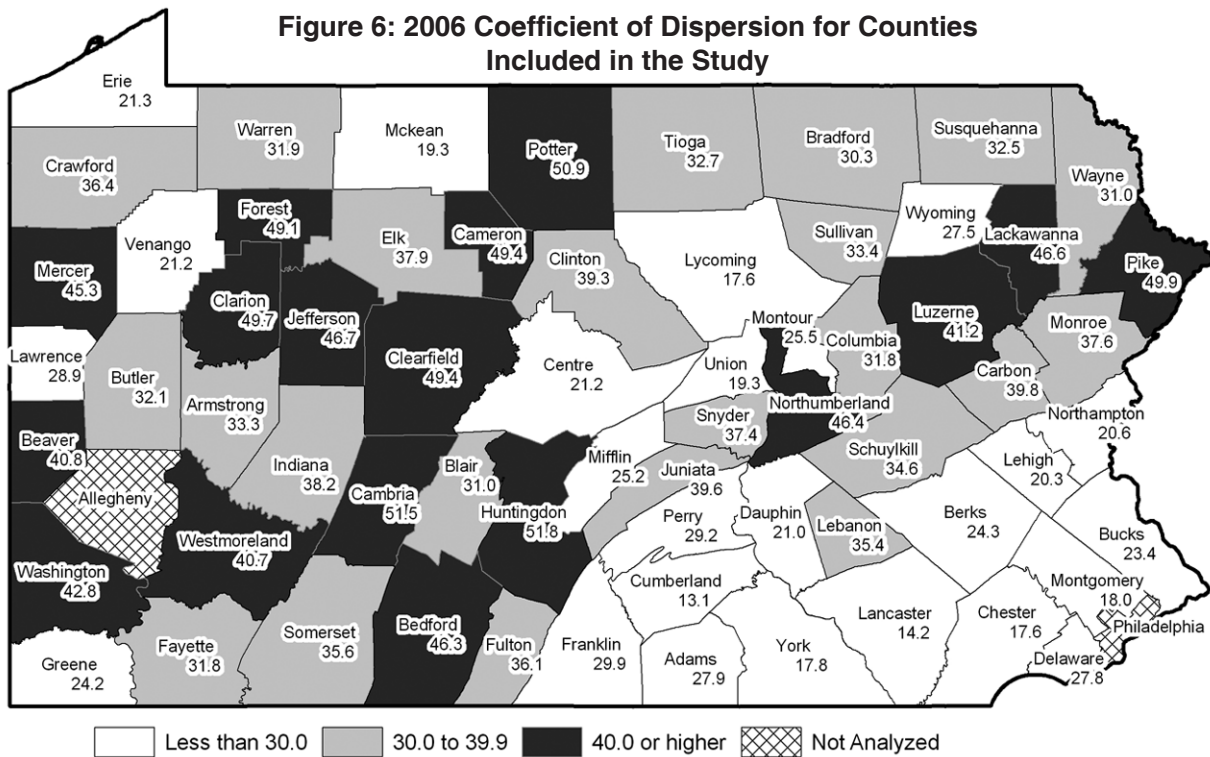 Figure 6: 2006 Coefficient of Dispersion for Counties
Included in the Study
Erie
21.3
Warren
31.9
Mckean
19.3
Potter
50.9
Tioga
32.7
Bradford
30.3
Susquehanna
32.5
Wayne
31.0
Crawford
36.4
Forest
49.1
Elk
37.9
Cameron
49.4
Clinton
39.3
Lycoming
17.6
Sullivan
33.4
Wyoming
27.5
Lackawanna
46.6
Pike
49.9
Venango
21.2
Mercer
45.3
Clarion
49.7
Jefferson
46.7
Clearfield
49.4
Centre
21.2
Union
19.3
Montour
25.5
Columbia
31.8
Luzerne
41.2
Monroe
37.6
Carbon
39.8
Lawrence
28.9
Butler
32.1
Armstrong
33.3
Snyder
37.4
Northumberland
46.4
Northampton
20.6
Beaver
40.8
Allegheny
Indiana
38.2
Cambria
51.5
Blair
31.0
Huntingdon
51.8
Mifflin
25.2
Juniata
39.6
Schuylkill
34.6
Lehigh
20.3
Perry
29.2
Dauphin
21.0
Lebanon
35.4
Berks
24.3
Bucks
23.4
Westmoreland
40.7
Washington
42.8
Cumberland
13.1
Montgomery
18.0
Philadelphia
Greene
24.2
Fayette
31.8
Somerset
35.6
Bedford
46.3
Fulton
36.1
Franklin
29.9
Adams
27.9
York
17.8
Lancaster
14.2
Chester
17.6
Delaware
27.8
Less than 30.0
30.0 to 39.9
40.0 or higher
Not Analyzed